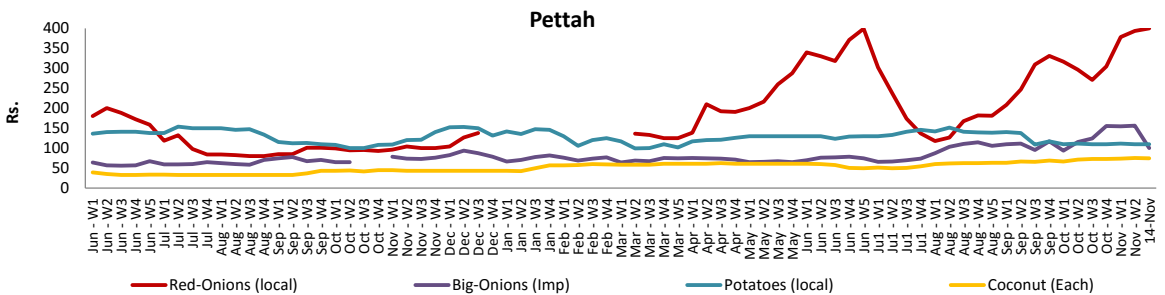 Pettah
Rs.
400
350
300
250
200
150
100
50
0
Jun - W1
Jun - W2
Jun - W3
Jun - W4
Jun - W5
Jul - W1
Jul - W2
Jul - W3
Jul - W4
Aug - W1
Aug - W2
Aug - W3
Aug - W4
Sep - W1
Sep - W2
Sep - W3
Sep - W4
Oct - W1
Oct - W2
Oct - W3
Oct - W4
Nov - W1
Nov - W2
Nov - W3
Nov - W4
Dec - W1
Dec - W2
Dec - W3
Dec - W4
Jan - W1
Jan - W2
Jan - W3
Jan - W4
Feb - W1
Feb - W2
Feb - W3
Feb - W4
Mar - W1
Mar - W2
Mar - W3
Mar - W4
Mar - W5
Apr - W1
Apr - W2
Apr - W3
Apr - W4
May - W1
May - W2
May - W3
May - W4
Jun - W1
Jun - W2
Jun - W3
Jun - W4
Jun - W5
Ju1 - W1
Ju1 - W2
Ju1 - W3
Ju1 - W4
Aug - W1
Aug - W2
Aug - W3
Aug - W4
Aug - W5
Sep - W1
Sep - W2
Sep - W3
Sep - W4
Oct - W1
Oct - W2
Oct - W3
Oct - W4
Nov - W1
Nov - W2
14-Nov
Red-Onions (local)
Big-Onions (Imp)
Potatoes (local)
Coconut (Each)